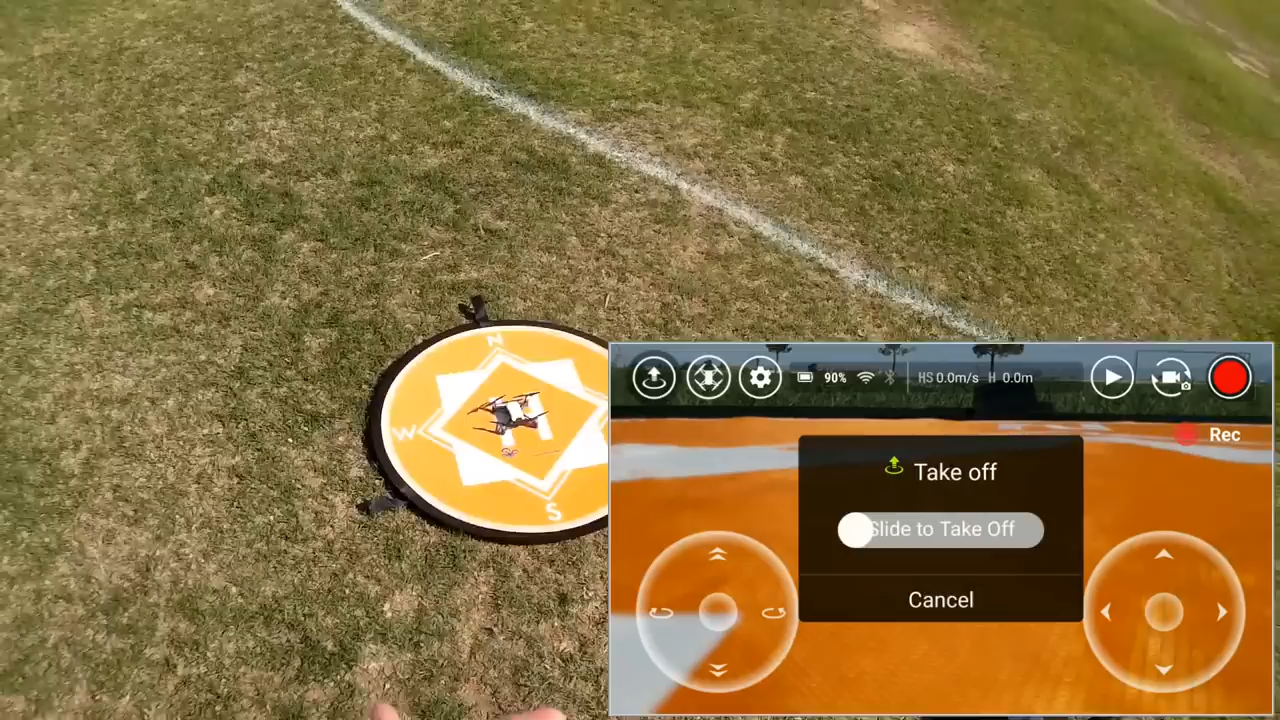 N
W
S
90%
HS 0.0m/s H 0.0m
Rec
Take off
Slide to Take Off
Cancel